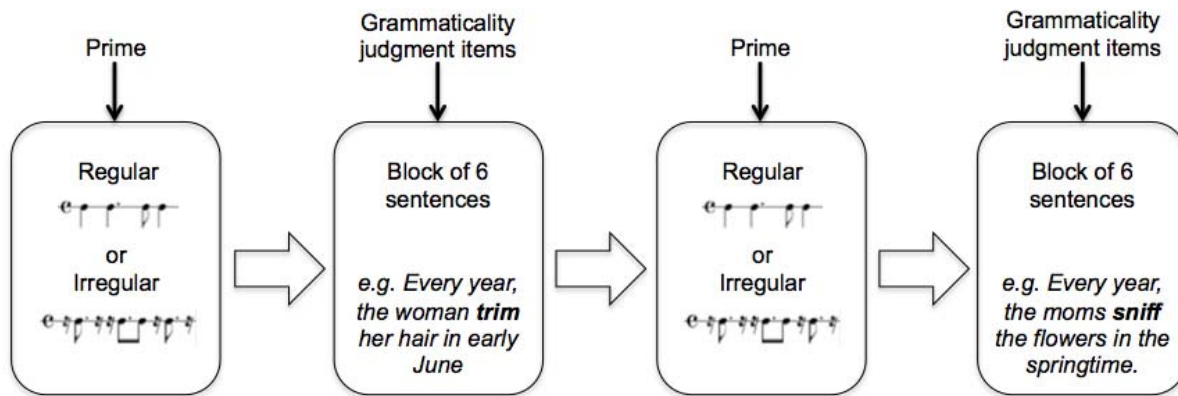 Prime
Grammaticality
judgment items
Prime
Grammaticality
judgment items
Regular
or
Irregular
Block of 6
sentences
e.g. Every year,
the woman trim
her hair in early
June
Regular
or
Irregular
Block of 6
sentences
e.g. Every year,
the moms sniff
the flowers in the
springtime.